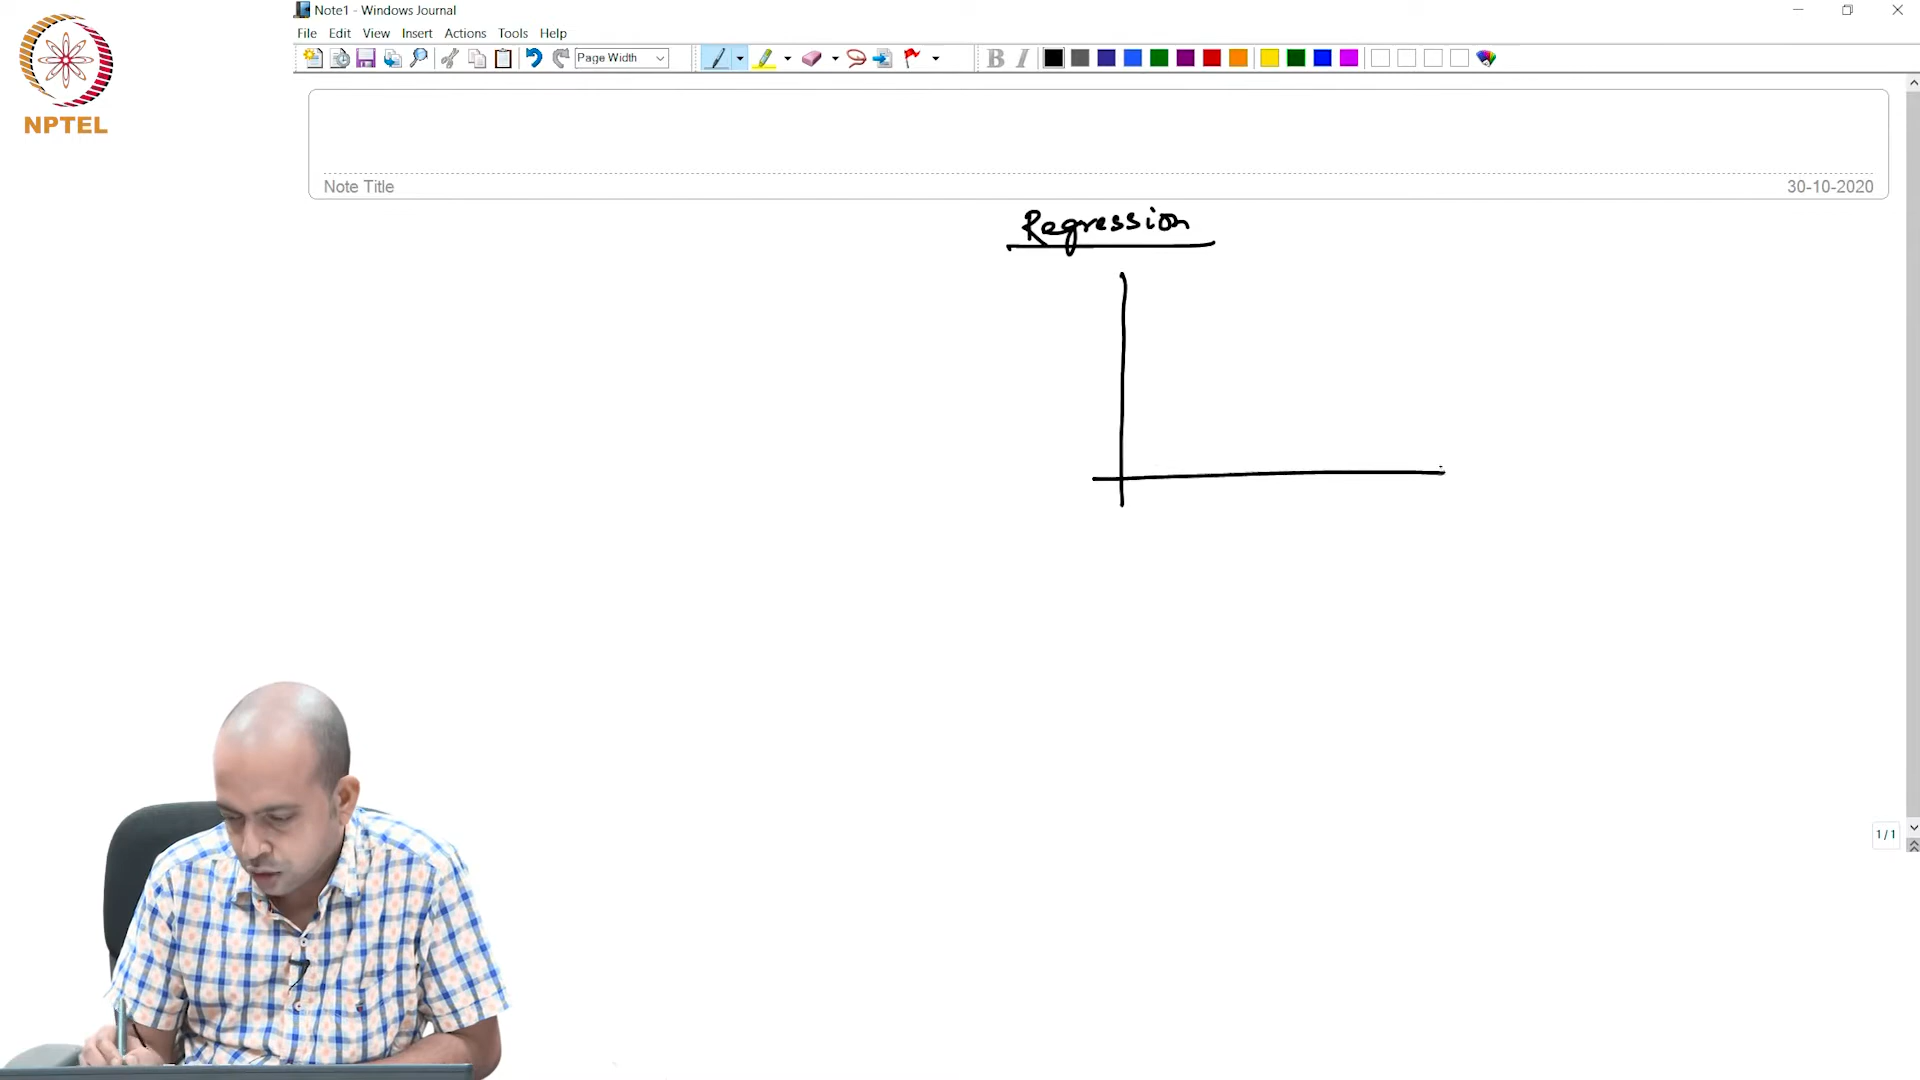 Note1 - Windows Journal
File Edit View Insert Actions Tools Help
Page Width
B I
NPTEL
Note Title 30-10-2020
Regression
1/1